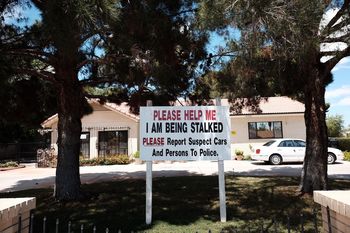 PLEASE HELP ME
I AM BEING STALKED
PLEASE Report Suspect Cars
And Persons To Police.